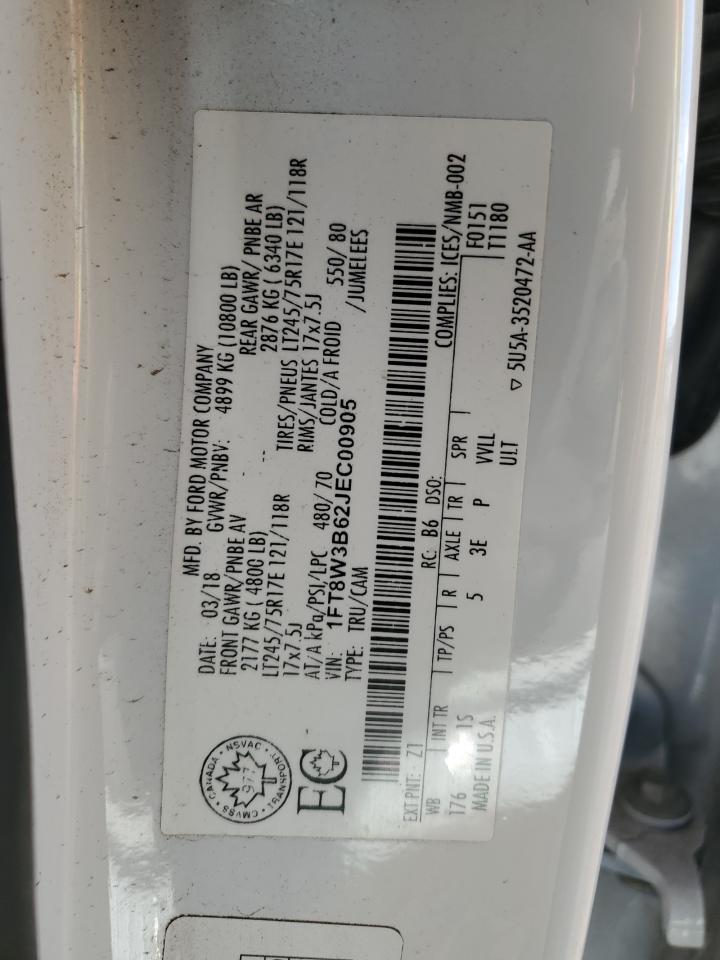 MFD. BY FORD MOTOR COMPANY
DATE: 03/18 GVWR/PNBV: 4899 KG (10800 LB)
FRONT GAWR/PNBE AV REAR GAWR/ PNBE AR
2177 KG ( 4800 LB) 2876 KG ( 6340 LB)
LT245/75R17E 121/118R TIRES/PNEUS LT245/75R17E 121/118R
17x7.5J RIMS/JANTES 17x7.5J
AT/A kPa/PSI/LPC 480/ 70 COLD/A FROID 550/ 80
VIN: 1FT8W3B62JEC00905 /JUMELEES
TYPE: TRU/CAM
CANADA NSVAC
977
CMVSS TRANSPORT
EC
EXT PNT: Z1 RC: B6 DSO: COMPLIES: ICES/NMB-002
WB INT TR TP/PS R AXLE TR SPR F0151
176 1S 5 3E P VVLL T1180
MADE IN U.S.A. ULT
▽ 5U5A-3520472-AA